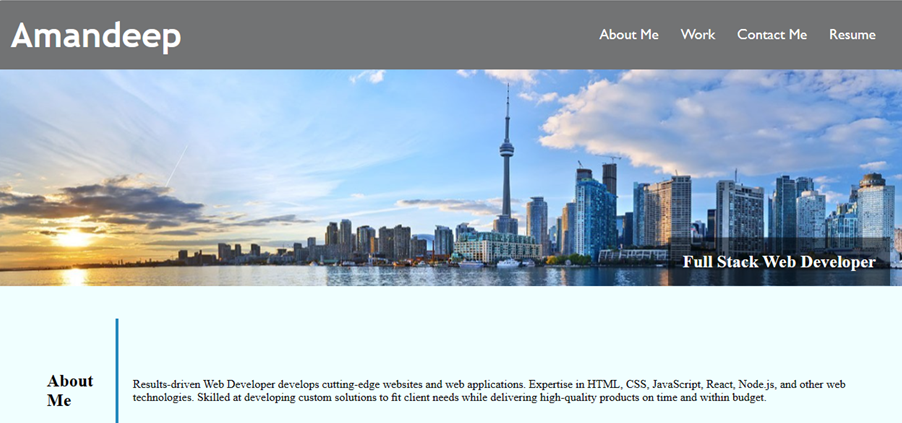 Amandeep
About Me Work Contact Me Resume
Full Stack Web Developer
About
Me
Results-driven Web Developer develops cutting-edge websites and web applications. Expertise in HTML, CSS, JavaScript, React, Node.js, and other web
technologies. Skilled at developing custom solutions to fit client needs while delivering high-quality products on time and within budget.